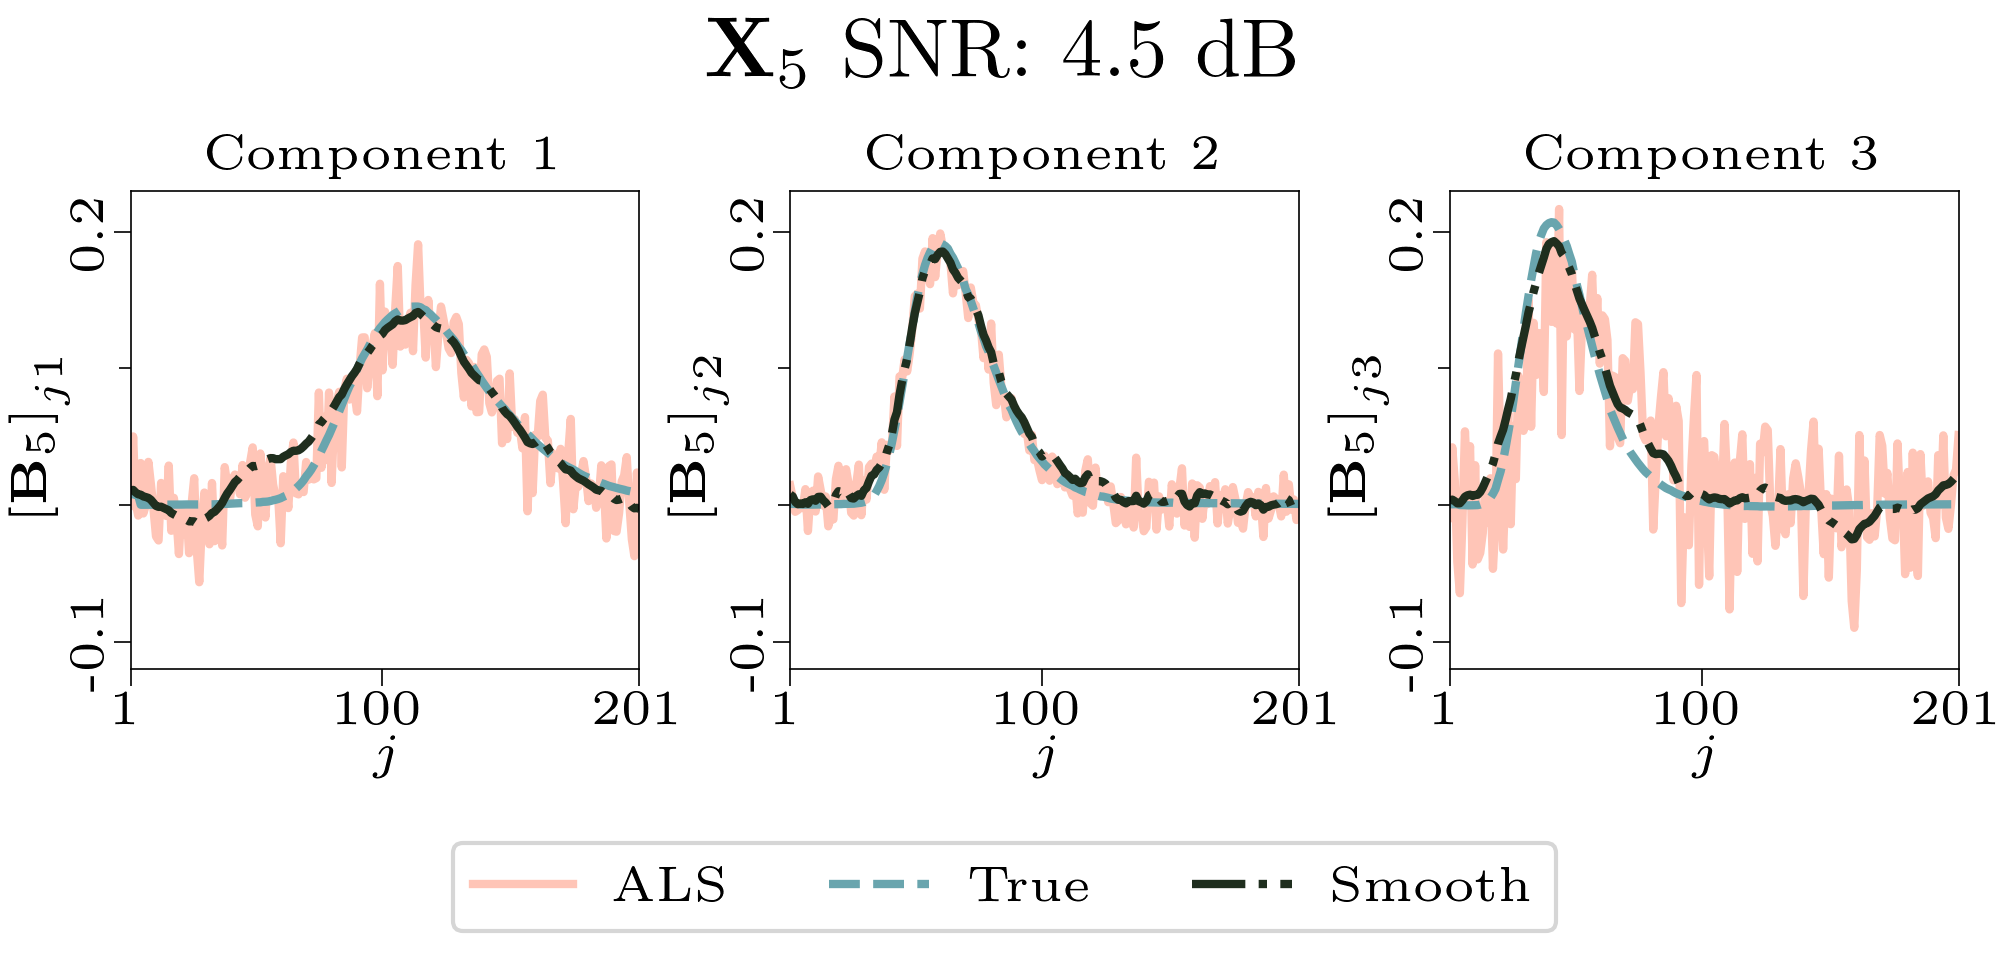 X₅ SNR: 4.5 dB
Component 1
Component 2
Component 3
0.2
-0.1
[B₅]ⱼ₁
1
100
201
j
0.2
-0.1
[B₅]ⱼ₂
1
100
201
j
0.2
-0.1
[B₅]ⱼ₃
1
100
201
j
ALS
True
Smooth